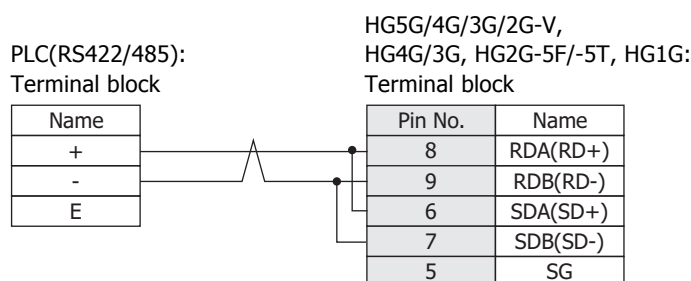 HG5G/4G/3G/2G-V,
PLC(RS422/485): HG4G/3G, HG2G-5F/-5T, HG1G:
Terminal block Terminal block
Name Pin No. Name
+ 8 RDA(RD+)
- 9 RDB(RD-)
E 6 SDA(SD+)
7 SDB(SD-)
5 SG